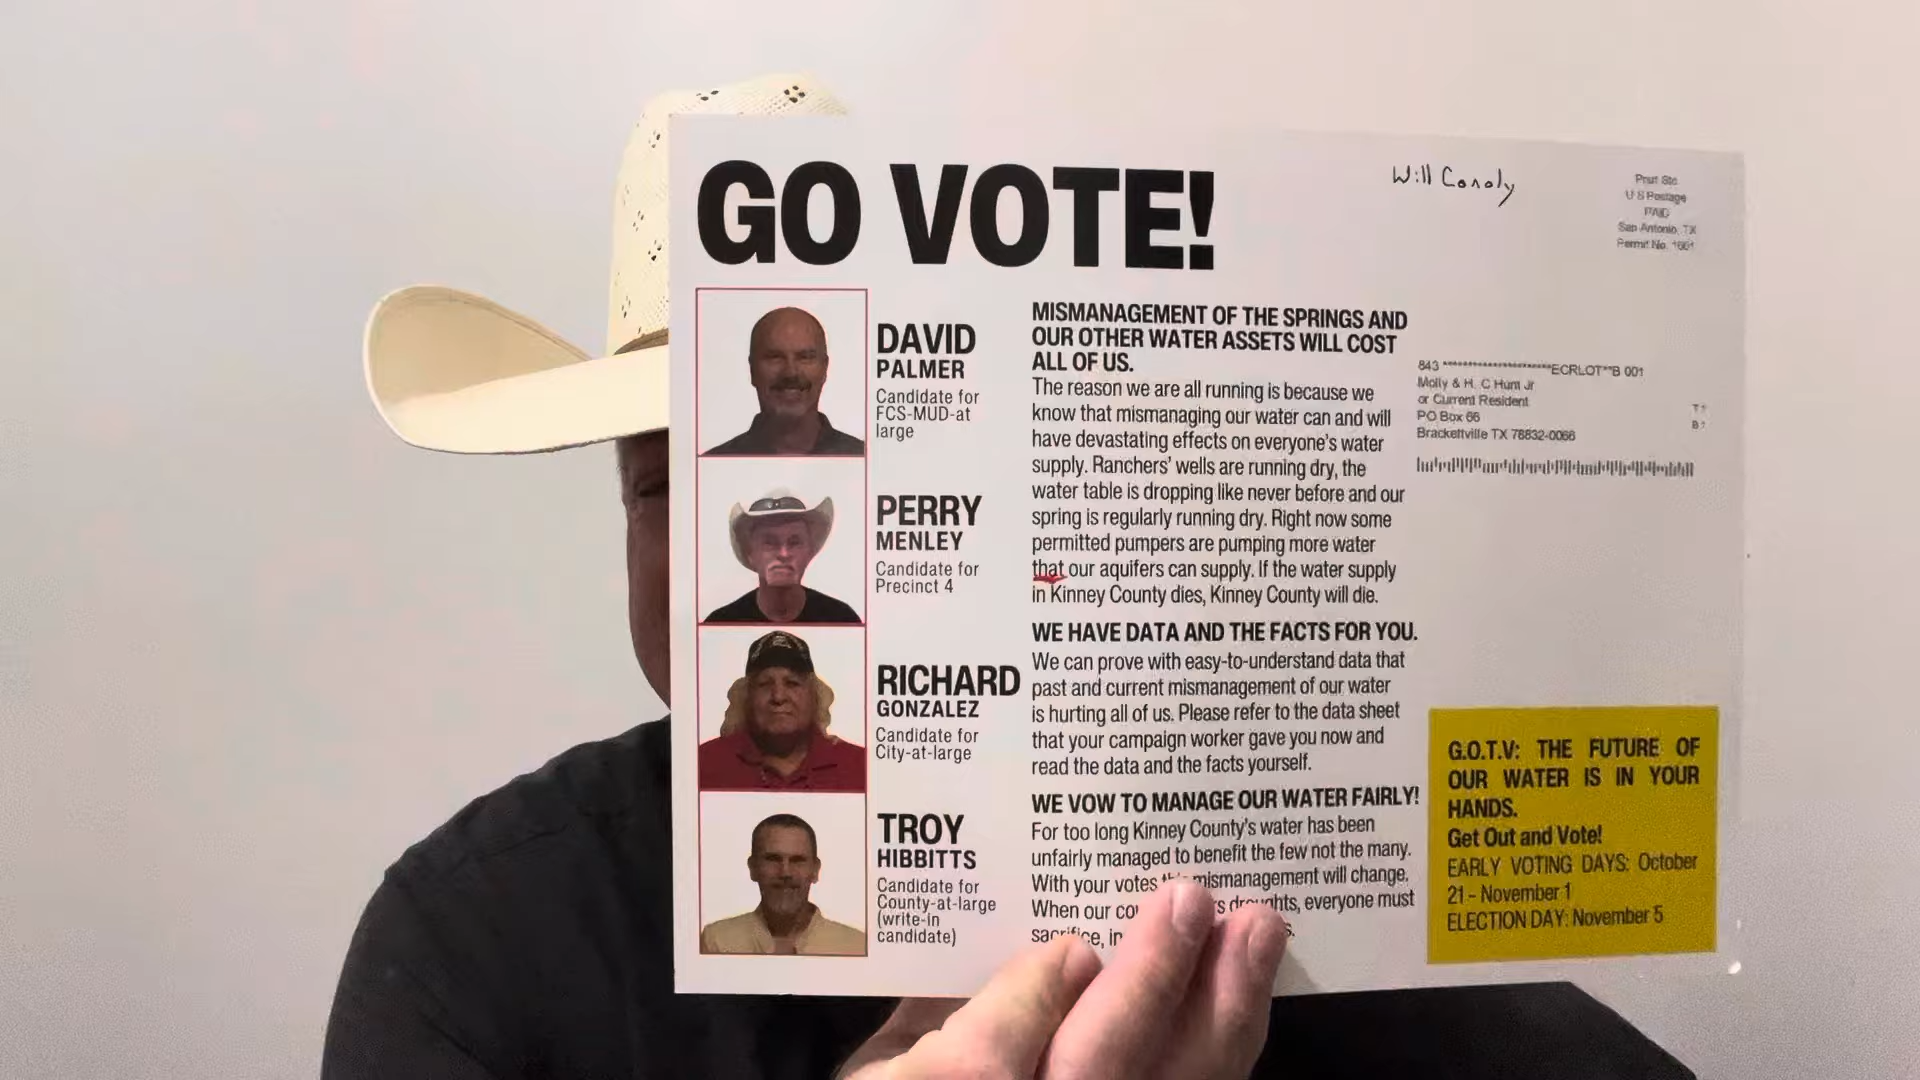 GO VOTE!
Will Conoly
U S Postage
PAID
San Antonio, TX
Permit No. 1661
DAVID
PALMER
Candidate for
FCS-MUD-at
large
PERRY
MENLEY
Candidate for
Precinct 4
RICHARD
GONZALEZ
Candidate for
City-at-large
TROY
HIBBITTS
Candidate for
County-at-large
(write-in
candidate)
MISMANAGEMENT OF THE SPRINGS AND
OUR OTHER WATER ASSETS WILL COST
ALL OF US.
The reason we are all running is because we
know that mismanaging our water can and will
have devastating effects on everyone's water
supply. Ranchers' wells are running dry, the
water table is dropping like never before and our
spring is regularly running dry. Right now some
permitted pumpers are pumping more water
that our aquifers can supply. If the water supply
in Kinney County dies, Kinney County will die.
WE HAVE DATA AND THE FACTS FOR YOU.
We can prove with easy-to-understand data that
past and current mismanagement of our water
is hurting all of us. Please refer to the data sheet
that your campaign worker gave you now and
read the data and the facts yourself.
WE VOW TO MANAGE OUR WATER FAIRLY!
For too long Kinney County's water has been
unfairly managed to benefit the few not the many.
With your votes mismanagement will change.
When our droughts, everyone must
sacrifice,
843 **********************ECRLOT**B 001
Molly & H. C Hunt Jr
or Current Resident
PO Box 66
Brackettville TX 78832-0066
G.O.T.V: THE FUTURE OF
OUR WATER IS IN YOUR
HANDS.
Get Out and Vote!
EARLY VOTING DAYS: October
21 - November 1
ELECTION DAY: November 5